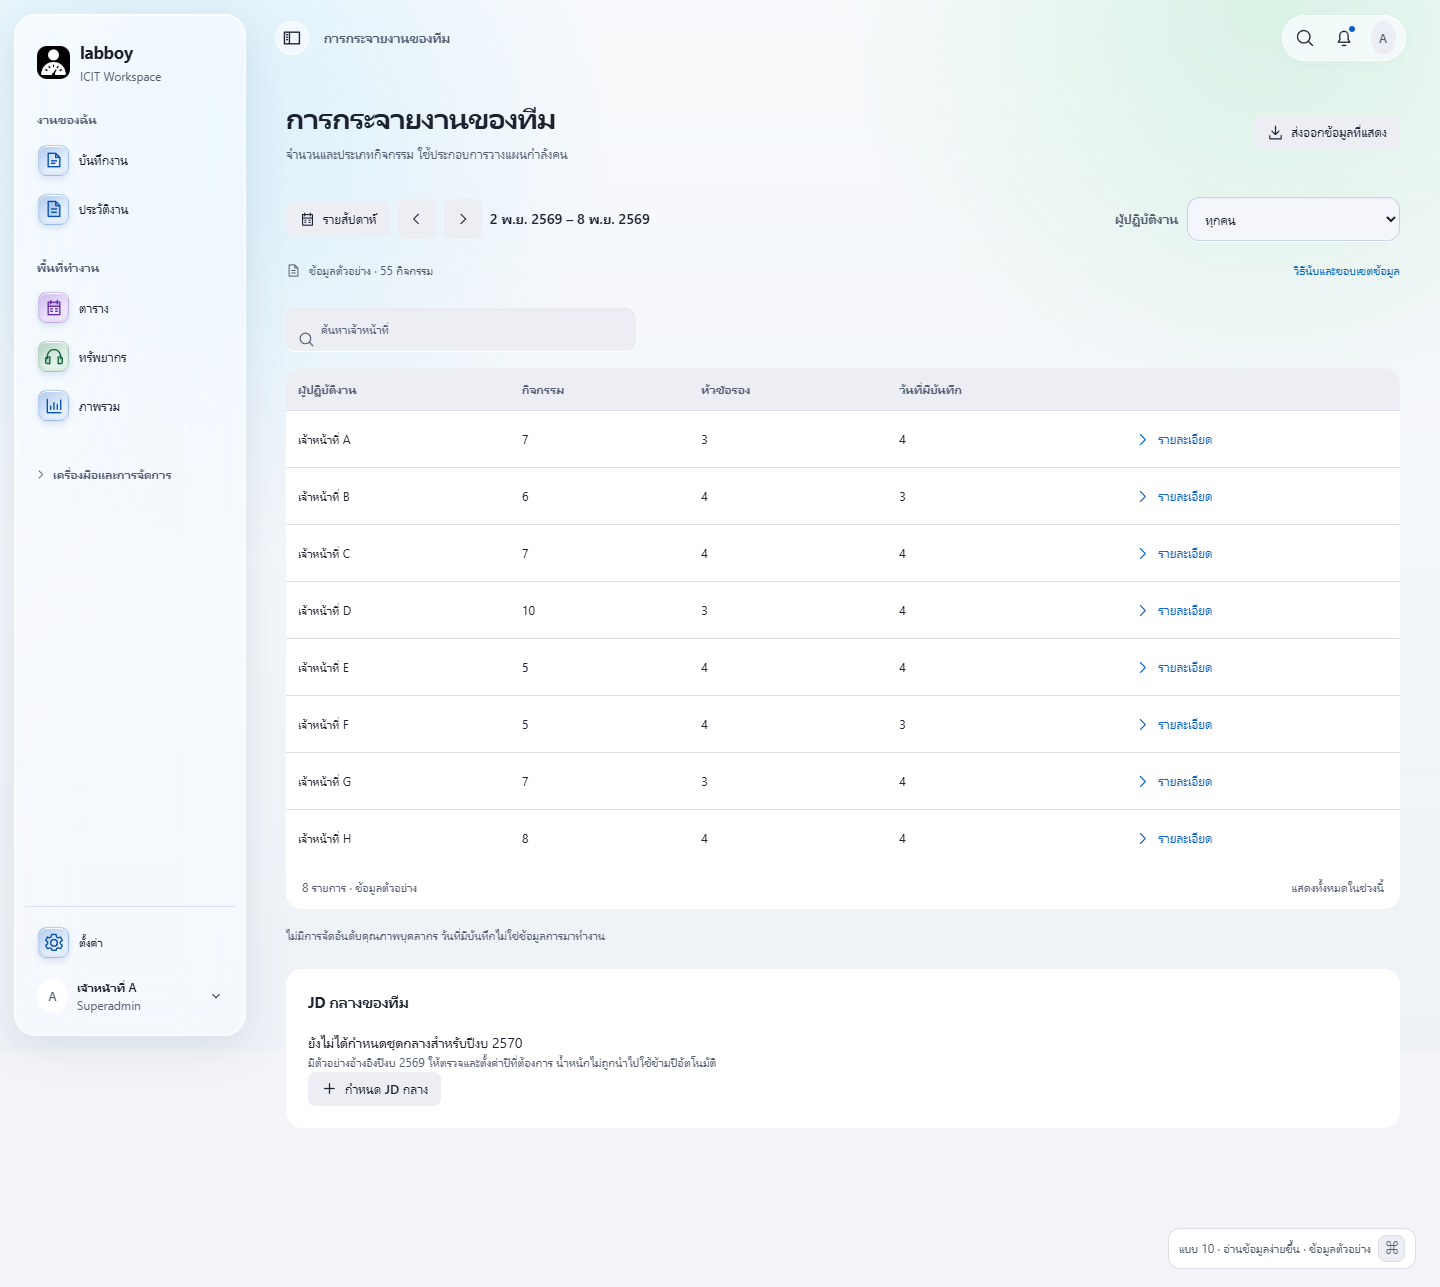 labboy
ICIT Workspace
งานของฉัน
บันทึกงาน
ประวัติงาน
พื้นที่ทำงาน
ตาราง
ทรัพยากร
ภาพรวม
เครื่องมือและการจัดการ
ตั้งค่า
A
เจ้าหน้าที่ A
Superadmin
การกระจายงานของทีม
A
การกระจายงานของทีม
จำนวนและประเภทกิจกรรม ใช้ประกอบการวางแผนกำลังคน
ส่งออกข้อมูลที่แสดง
รายสัปดาห์
2 พ.ย. 2569 – 8 พ.ย. 2569
ผู้ปฏิบัติงาน
ทุกคน
ข้อมูลตัวอย่าง · 55 กิจกรรม
วิธีนับและขอบเขตข้อมูล
ค้นหาเจ้าหน้าที่
ผู้ปฏิบัติงาน กิจกรรม หัวข้อรอง วันที่มีบันทึก
เจ้าหน้าที่ A 7 3 4 รายละเอียด
เจ้าหน้าที่ B 6 4 3 รายละเอียด
เจ้าหน้าที่ C 7 4 4 รายละเอียด
เจ้าหน้าที่ D 10 3 4 รายละเอียด
เจ้าหน้าที่ E 5 4 4 รายละเอียด
เจ้าหน้าที่ F 5 4 3 รายละเอียด
เจ้าหน้าที่ G 7 3 4 รายละเอียด
เจ้าหน้าที่ H 8 4 4 รายละเอียด
8 รายการ · ข้อมูลตัวอย่าง
แสดงทั้งหมดในช่วงนี้
ไม่มีการจัดอันดับคุณภาพบุคลากร วันที่มีบันทึกไม่ใช่ข้อมูลการมาทำงาน
JD กลางของทีม
ยังไม่ได้กำหนดชุดกลางสำหรับปีงบ 2570
มีตัวอย่างอ้างอิงปีงบ 2569 ให้ตรวจและตั้งค่าปีที่ต้องการ น้ำหนักไม่ถูกนำไปใช้ข้ามปีอัตโนมัติ
กำหนด JD กลาง
แบบ 10 · อ่านข้อมูลง่ายขึ้น · ข้อมูลตัวอย่าง ⌘